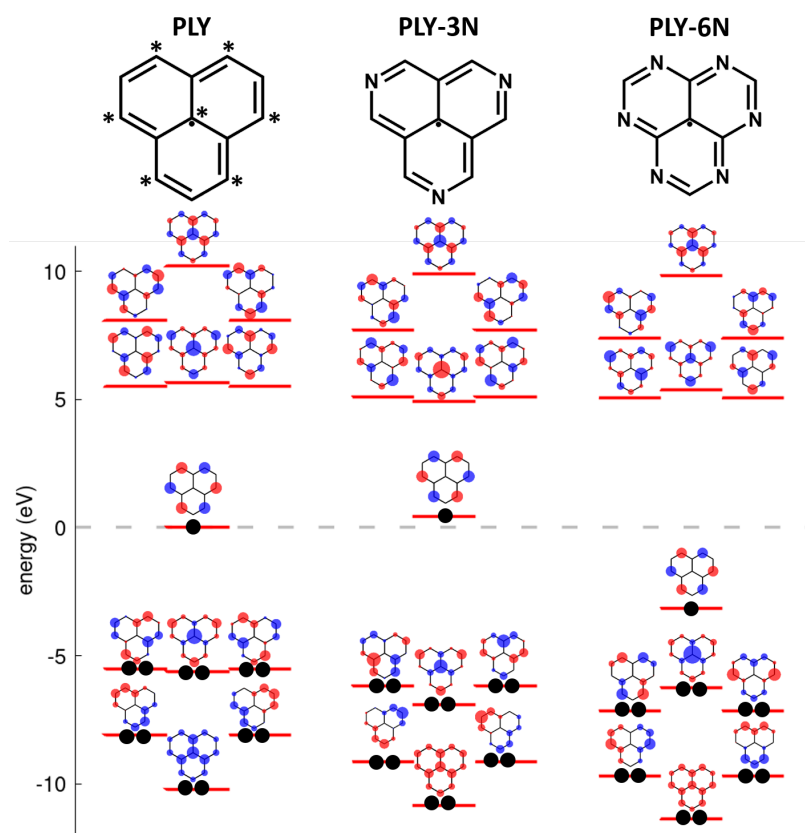 PLY PLY-3N PLY-6N
* *
N N N N
*
* * N N
* * N N
N N
10
5
0
-5
-10
energy (eV)